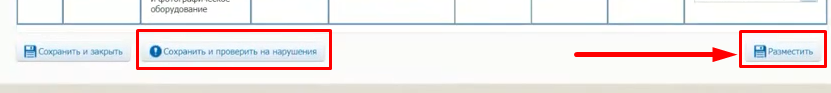 и фотографическое
оборудование
Сохранить и закрыть
Сохранить и проверить на нарушения
Разместить